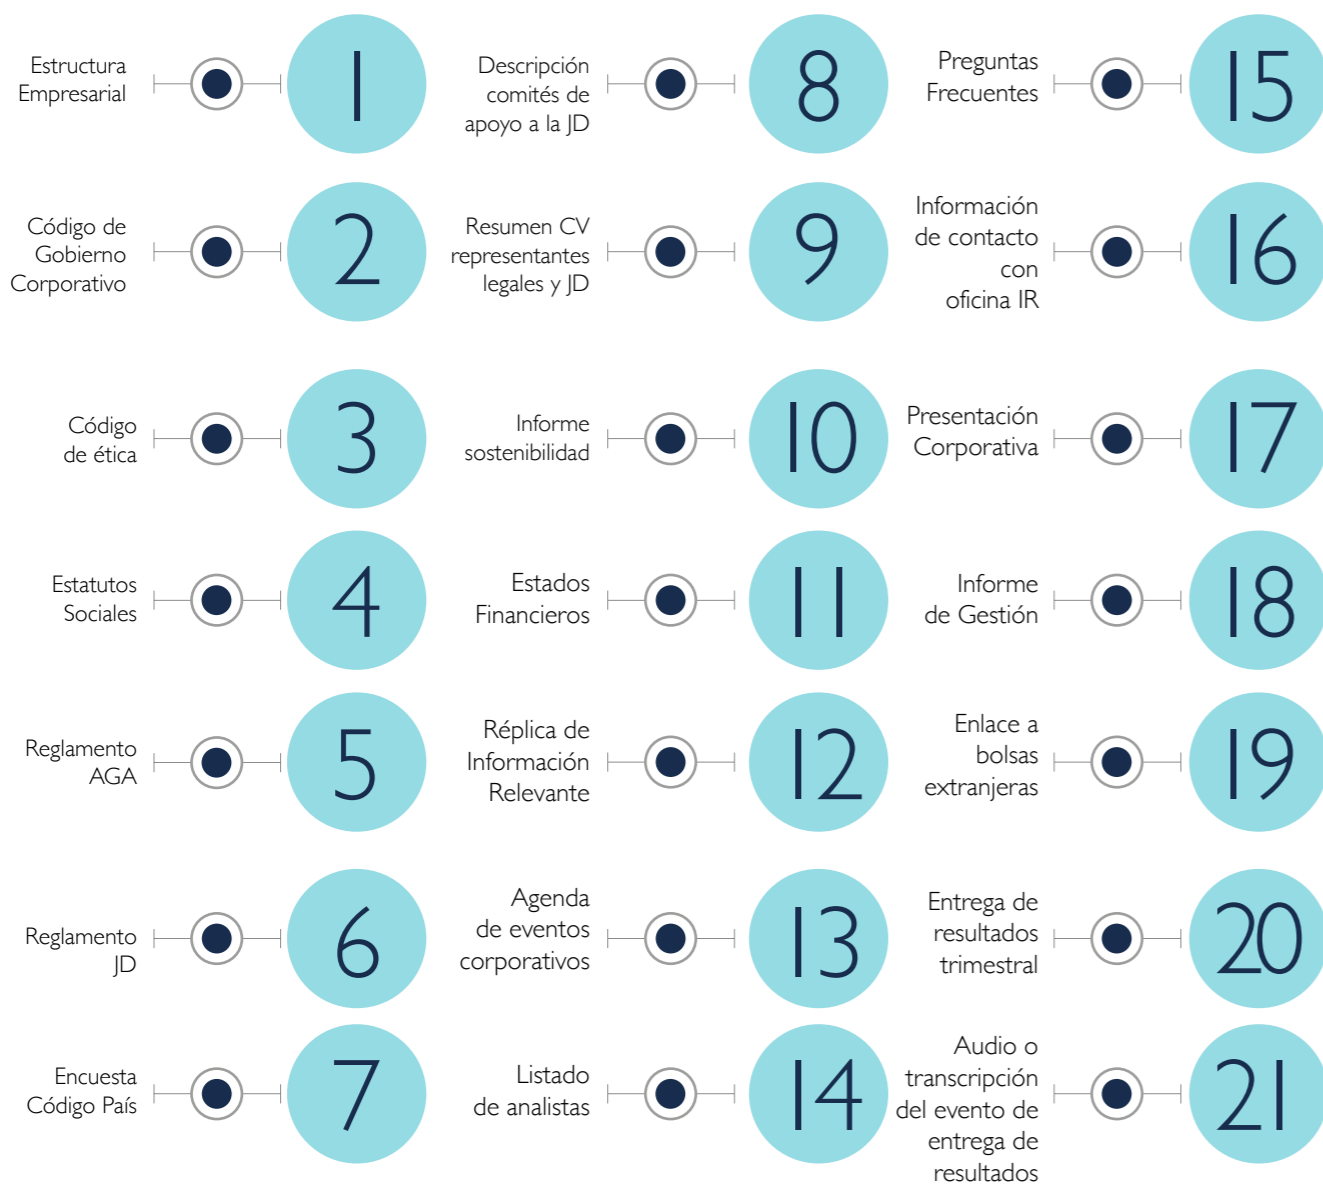 Estructura
Empresarial
1
Código de
Gobierno
Corporativo
2
Código
de ética
3
Estatutos
Sociales
4
Reglamento
AGA
5
Reglamento
JD
6
Encuesta
Código País
7
Descripción
comités de
apoyo a la JD
8
Resumen CV
representantes
legales y JD
9
Informe
sostenibilidad
10
Estados
Financieros
11
Réplica de
Información
Relevante
12
Agenda
de eventos
corporativos
13
Listado
de analistas
14
Preguntas
Frecuentes
15
Información
de contacto
con
oficina IR
16
Presentación
Corporativa
17
Informe
de Gestión
18
Enlace a
bolsas
extranjeras
19
Entrega de
resultados
trimestral
20
Audio o
transcripción
del evento de
entrega de
resultados
21